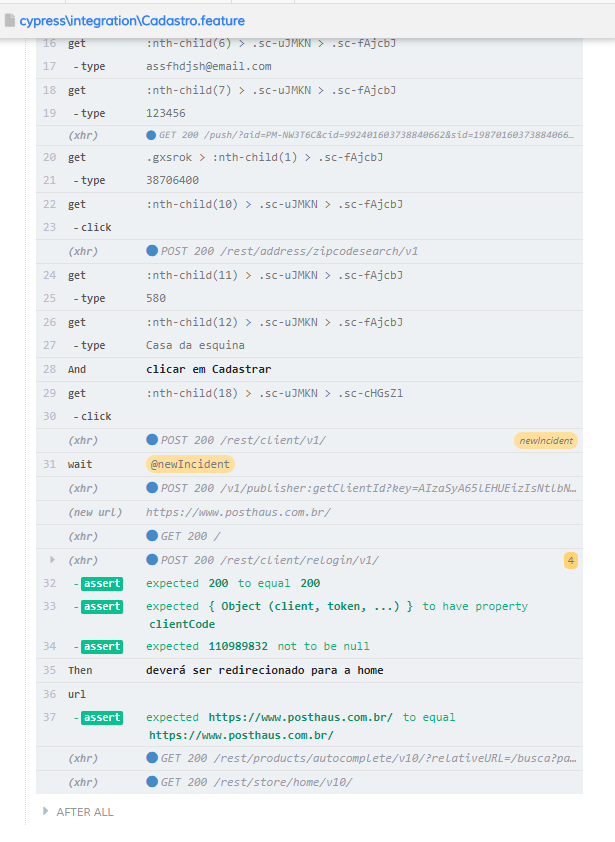 cypress\integration\Cadastro.feature
16 get :nth-child(6) > .sc-uJMKN > .sc-fAjcbJ
17 -type assfhdjsh@email.com
18 get :nth-child(7) > .sc-uJMKN > .sc-fAjcbJ
19 -type 123456
(xhr) GET 200 /push/?aid=PM-NW3T6C&cid=992401603738840662&sid=19870160373884066…
20 get .gxsrok > :nth-child(1) > .sc-fAjcbJ
21 -type 38706400
22 get :nth-child(10) > .sc-uJMKN > .sc-fAjcbJ
23 -click
(xhr) POST 200 /rest/address/zipcodesearch/v1
24 get :nth-child(11) > .sc-uJMKN > .sc-fAjcbJ
25 -type 580
26 get :nth-child(12) > .sc-uJMKN > .sc-fAjcbJ
27 -type Casa da esquina
28 And clicar em Cadastrar
29 get :nth-child(18) > .sc-uJMKN > .sc-cHGsZl
30 -click
(xhr) POST 200 /rest/client/v1/ newIncident
31 wait @newIncident
(xhr) POST 200 /v1/publisher:getClientId?key=AIzaSyA65lEHUEizIsNtlbN…
(new url) https://www.posthaus.com.br/
(xhr) GET 200 /
(xhr) POST 200 /rest/client/relogin/v1/ 4
32 -assert expected 200 to equal 200
33 -assert expected { Object (client, token, ...) } to have property
clientCode
34 -assert expected 110989832 not to be null
35 Then deverá ser redirecionado para a home
36 url
37 -assert expected https://www.posthaus.com.br/ to equal
https://www.posthaus.com.br/
(xhr) GET 200 /rest/products/autocomplete/v10/?relativeURL=/busca?pa…
(xhr) GET 200 /rest/store/home/v10/
AFTER ALL